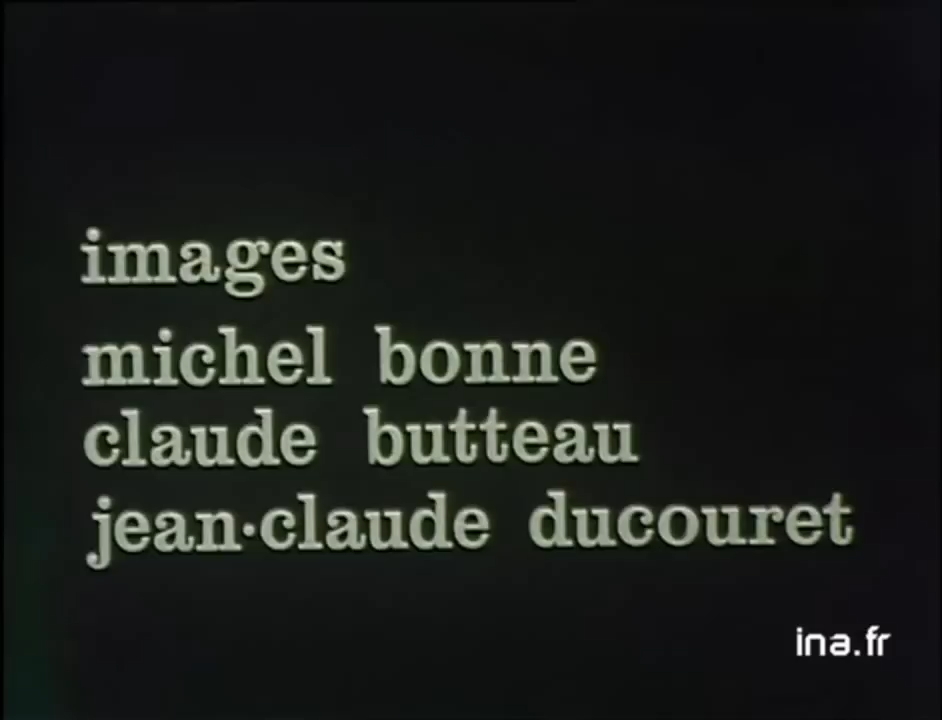 images
michel bonne
claude butteau
jean-claude ducouret
ina.fr